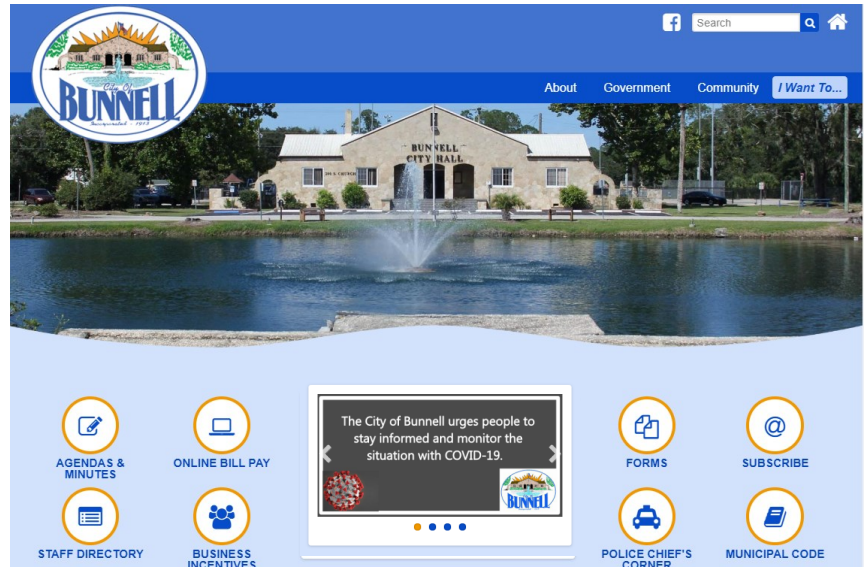 Search
City Of
BUNNELL
Incorporated - 1913
About
Government
Community
I Want To...
BUNNELL
CITY HALL
The City of Bunnell urges people to
stay informed and monitor the
situation with COVID-19.
BUNNELL
AGENDAS &
MINUTES
ONLINE BILL PAY
FORMS
SUBSCRIBE
@
STAFF DIRECTORY
BUSINESS
INCENTIVES
POLICE CHIEF'S
CORNER
MUNICIPAL CODE